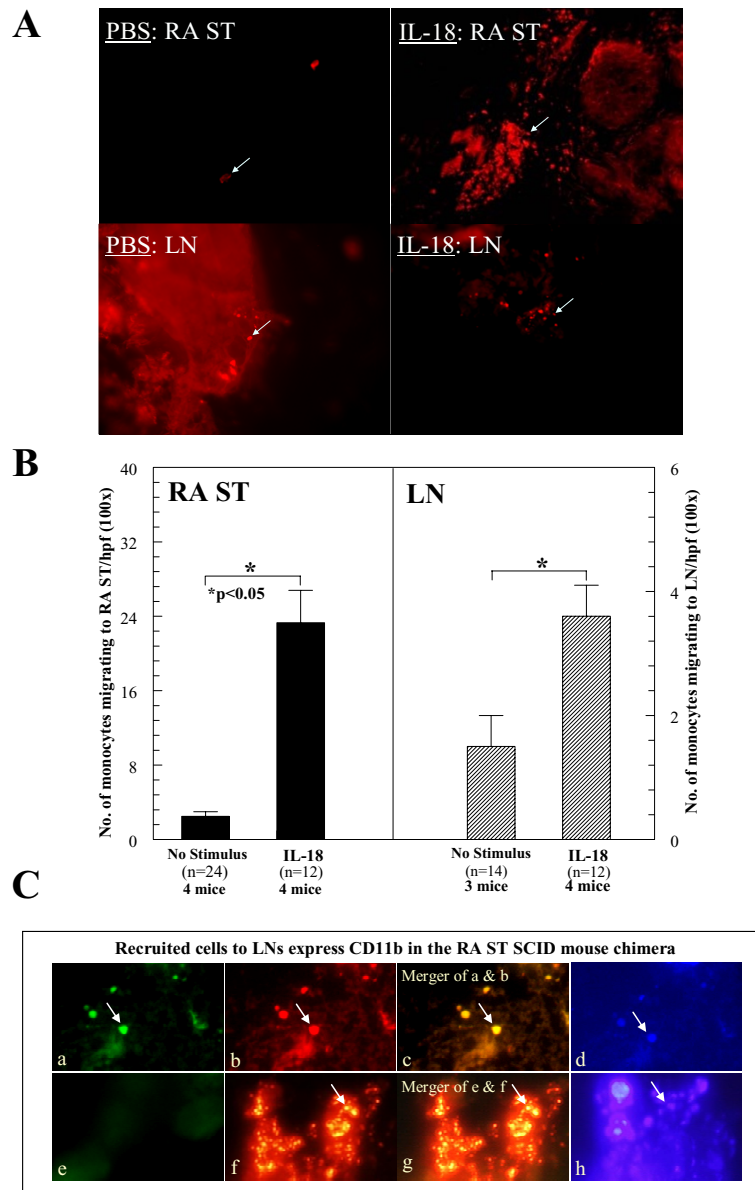 A
PBS: RA ST
IL-18: RA ST
PBS: LN
IL-18: LN
B
No. of monocytes migrating to RA ST/hpf (100x)
40
32
24
16
8
0
RA ST
*
*p<0.05
LN
*
6
4
2
0
No. of monocytes migrating to LN/hpf (100x)
No Stimulus
(n=24)
4 mice
IL-18
(n=12)
4 mice
No Stimulus
(n=14)
3 mice
IL-18
(n=12)
4 mice
C
Recruited cells to LNs express CD11b in the RA ST SCID mouse chimera
a
b
Merger of a & b
c
d
e
f
Merger of e & f
g
h